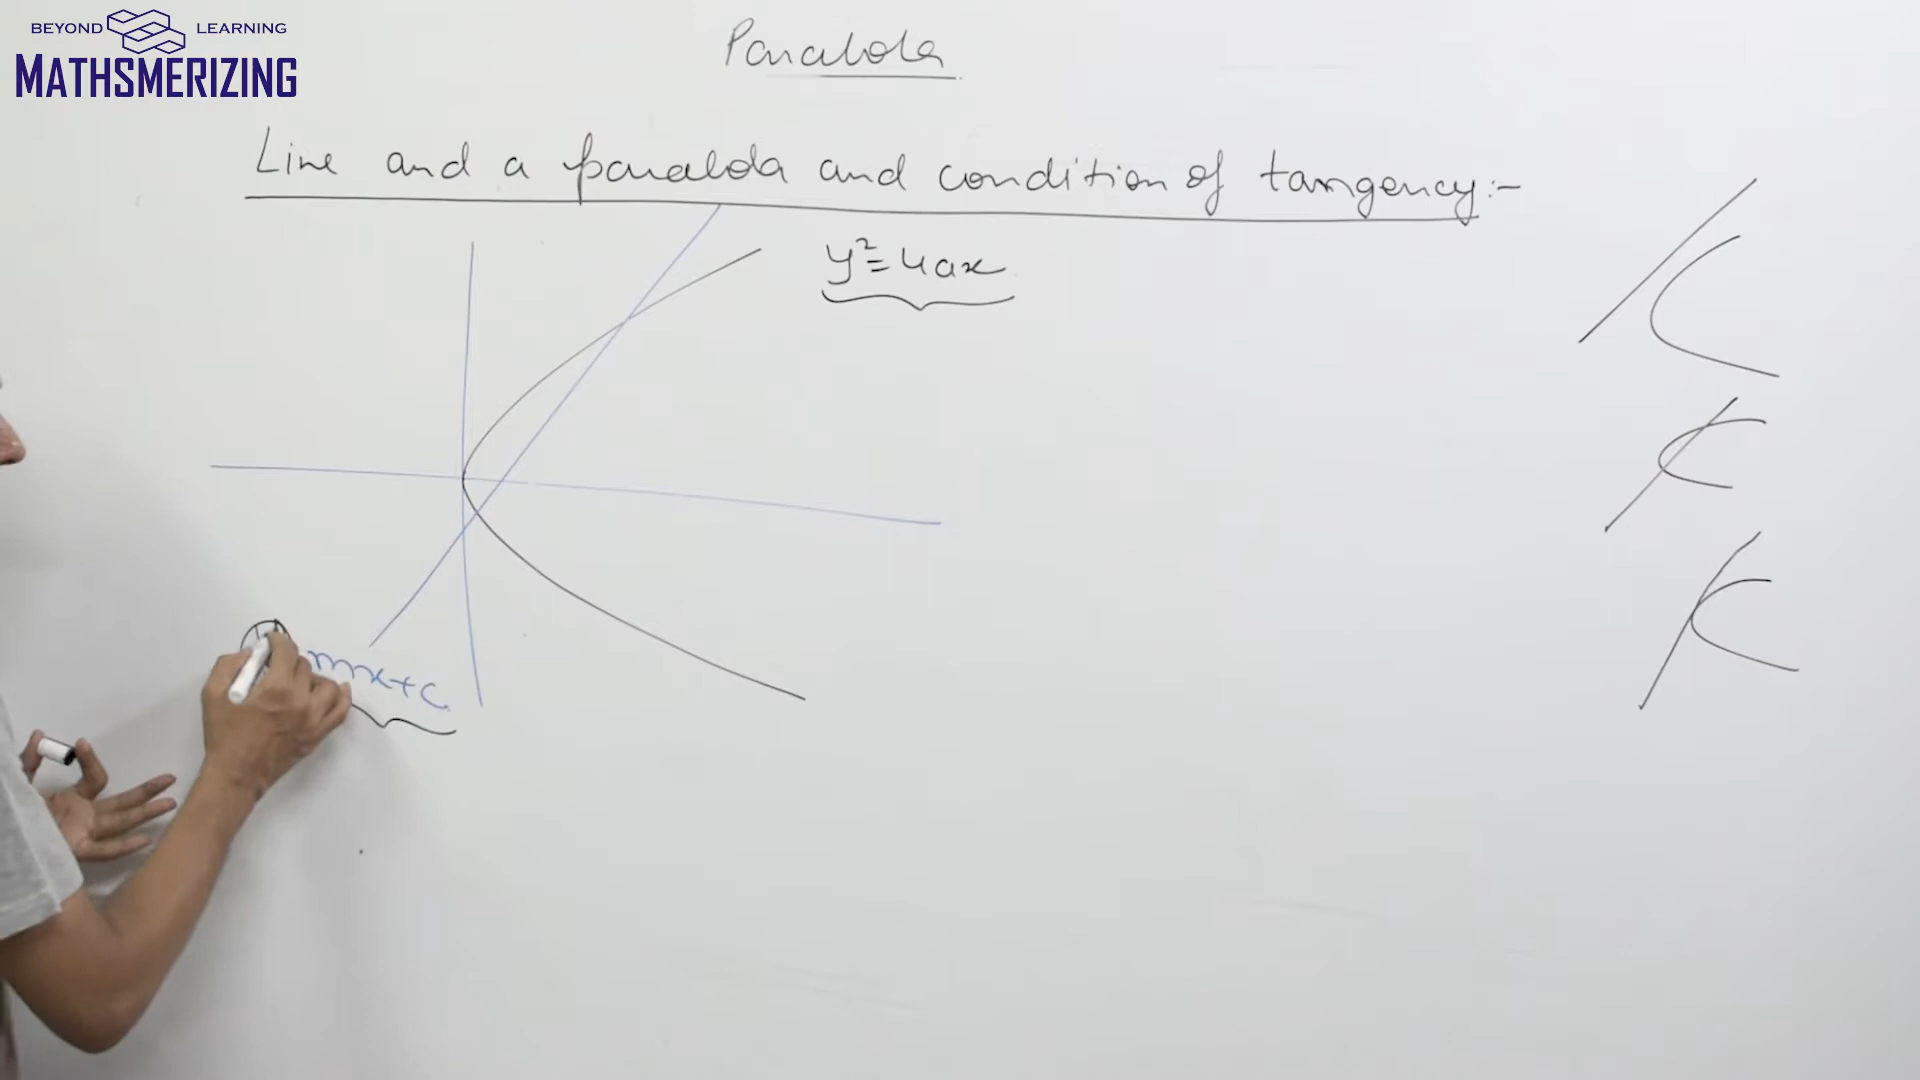 BEYOND LEARNING
MATHSMERIZING
Parabola
Line and a parabola and condition of tangency:-
y²=4ax
mx+c